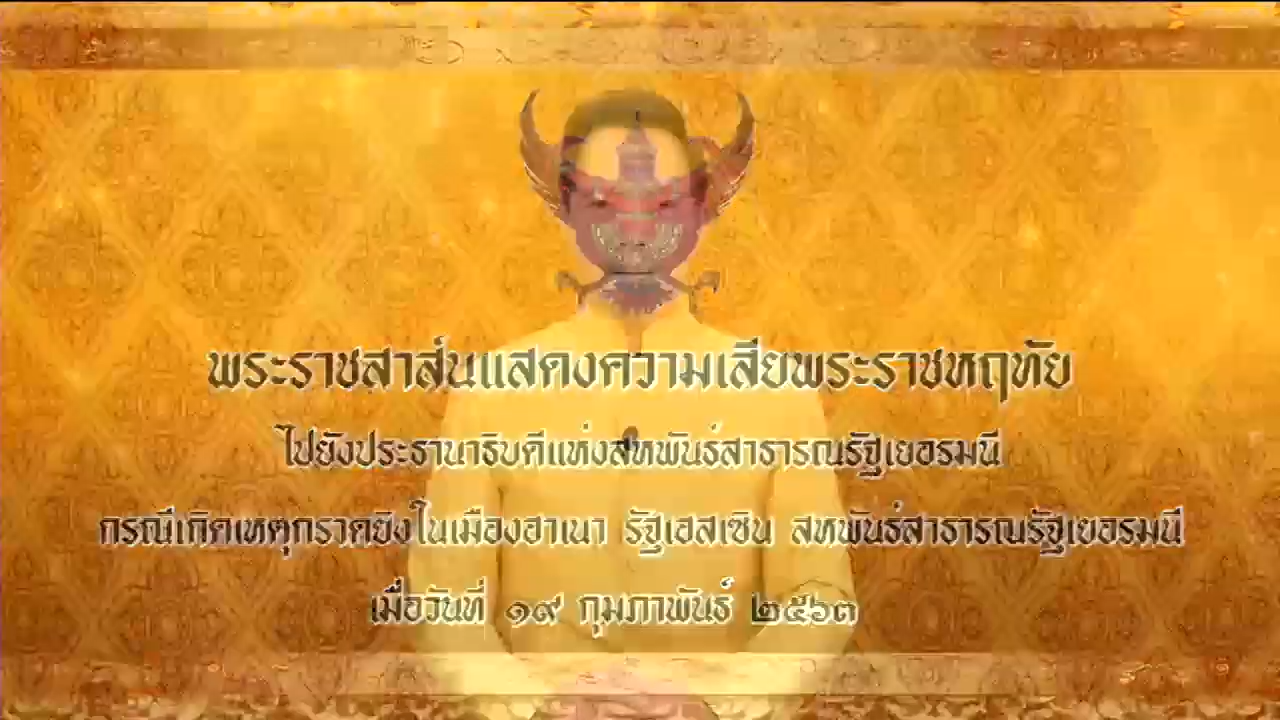 พระราชสาส์นแสดงความเสียพระราชหฤทัย
ไปยังประธานาธิบดีแห่งสหพันธ์สาธารณรัฐเยอรมนี
กรณีเกิดเหตุกราดยิงในเมืองฮาเนา รัฐเฮสเซิน สหพันธ์สาธารณรัฐเยอรมนี
เมื่อวันที่ ๑๙ กุมภาพันธ์ ๒๕๖๓